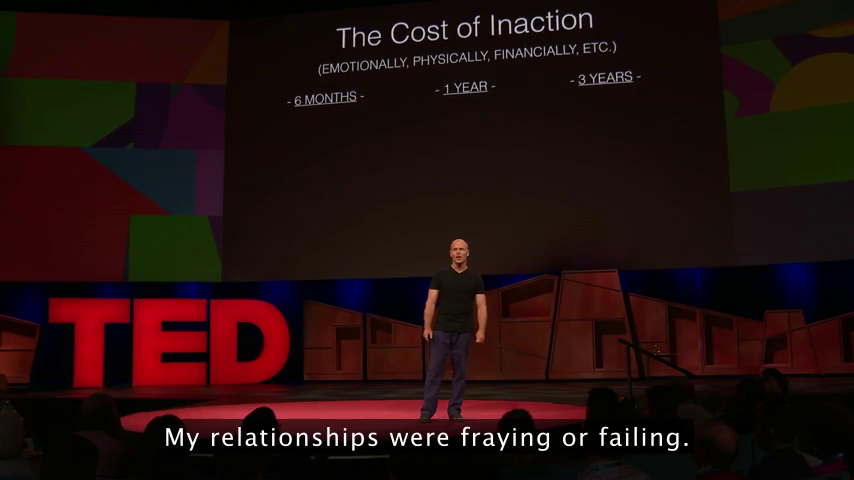 The Cost of Inaction
(EMOTIONALLY, PHYSICALLY, FINANCIALLY, ETC.)
- 6 MONTHS - - 1 YEAR - - 3 YEARS -
TED
My relationships were fraying or failing.